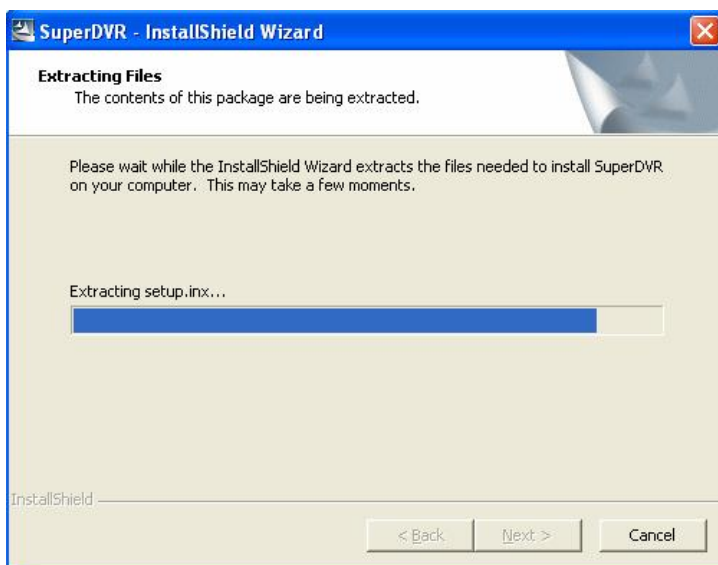 SuperDVR - InstallShield Wizard
Extracting Files
The contents of this package are being extracted.
Please wait while the InstallShield Wizard extracts the files needed to install SuperDVR
on your computer. This may take a few moments.
Extracting setup.inx...
InstallShield
< Back Next > Cancel